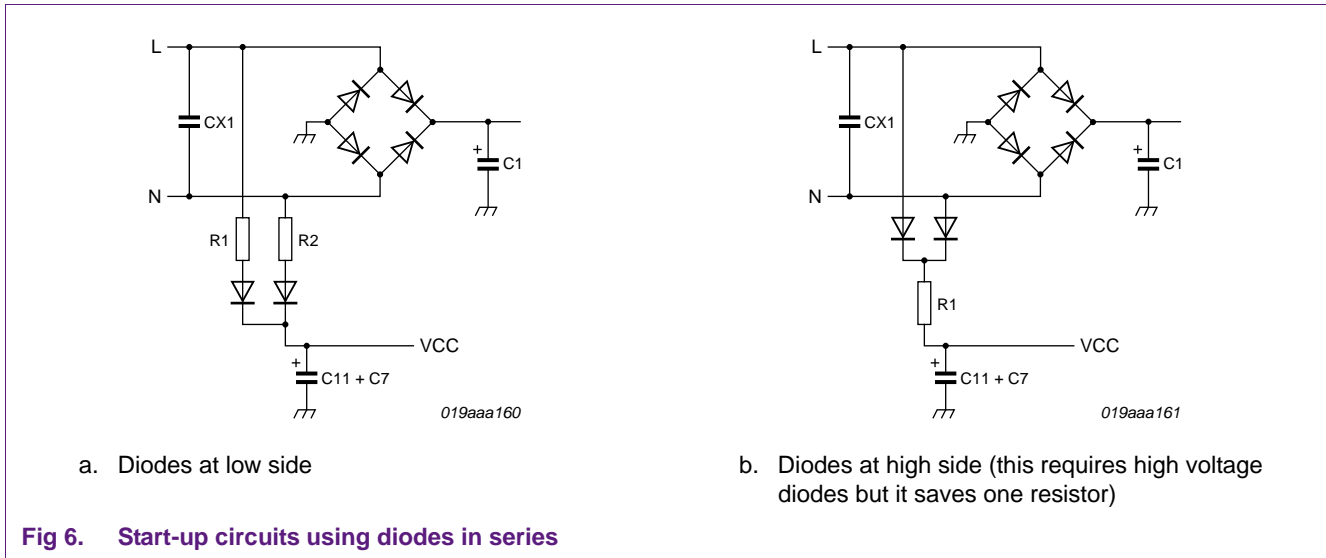 L
CX1
+
C1
N
R1
R2
VCC
+
C11 + C7
019aaa160
a. Diodes at low side
L
CX1
+
C1
N
R1
VCC
+
C11 + C7
019aaa161
b. Diodes at high side (this requires high voltage
diodes but it saves one resistor)
Fig 6. Start-up circuits using diodes in series